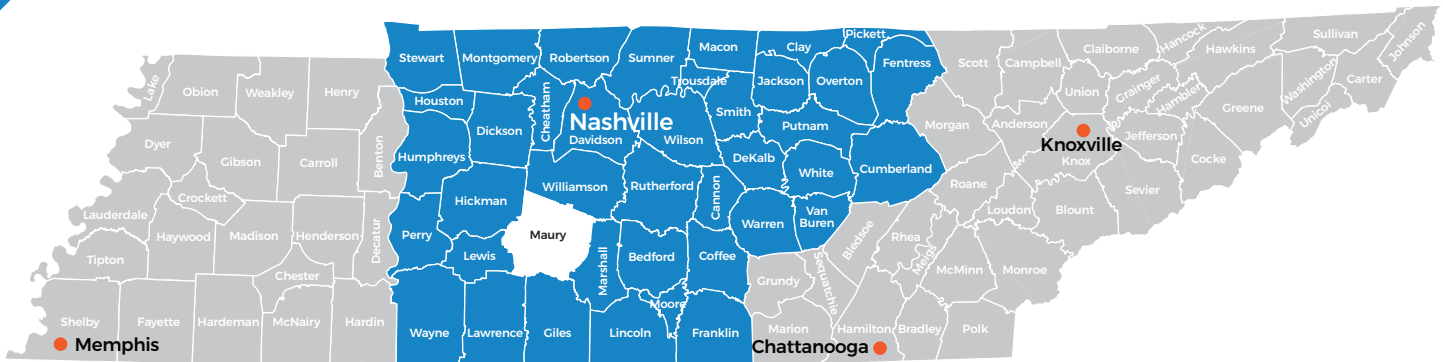 Lake
Obion
Weakley
Henry
Stewart
Montgomery
Robertson
Sumner
Macon
Clay
Pickett
Fentress
Scott
Campbell
Claiborne
Hancock
Hawkins
Sullivan
Johnson
Trousdale
Jackson
Overton
Union
Grainger
Hamblen
Washington
Carter
Houston
Dickson
Cheatham
Nashville
Davidson
Wilson
Smith
Putnam
Morgan
Anderson
Knoxville
Knox
Jefferson
Greene
Unicoi
Dyer
Gibson
Carroll
Benton
Humphreys
Hickman
Williamson
Rutherford
Cannon
DeKalb
White
Cumberland
Roane
Loudon
Blount
Sevier
Cocke
Lauderdale
Crockett
Haywood
Madison
Henderson
Decatur
Perry
Lewis
Maury
Marshall
Bedford
Coffee
Warren
Van
Buren
Bledsoe
Rhea
Meigs
McMinn
Monroe
Tipton
Chester
Grundy
Sequatchie
Shelby
Fayette
Hardeman
McNairy
Hardin
Wayne
Lawrence
Giles
Lincoln
Moore
Franklin
Marion
Hamilton
Bradley
Polk
Memphis
Chattanooga